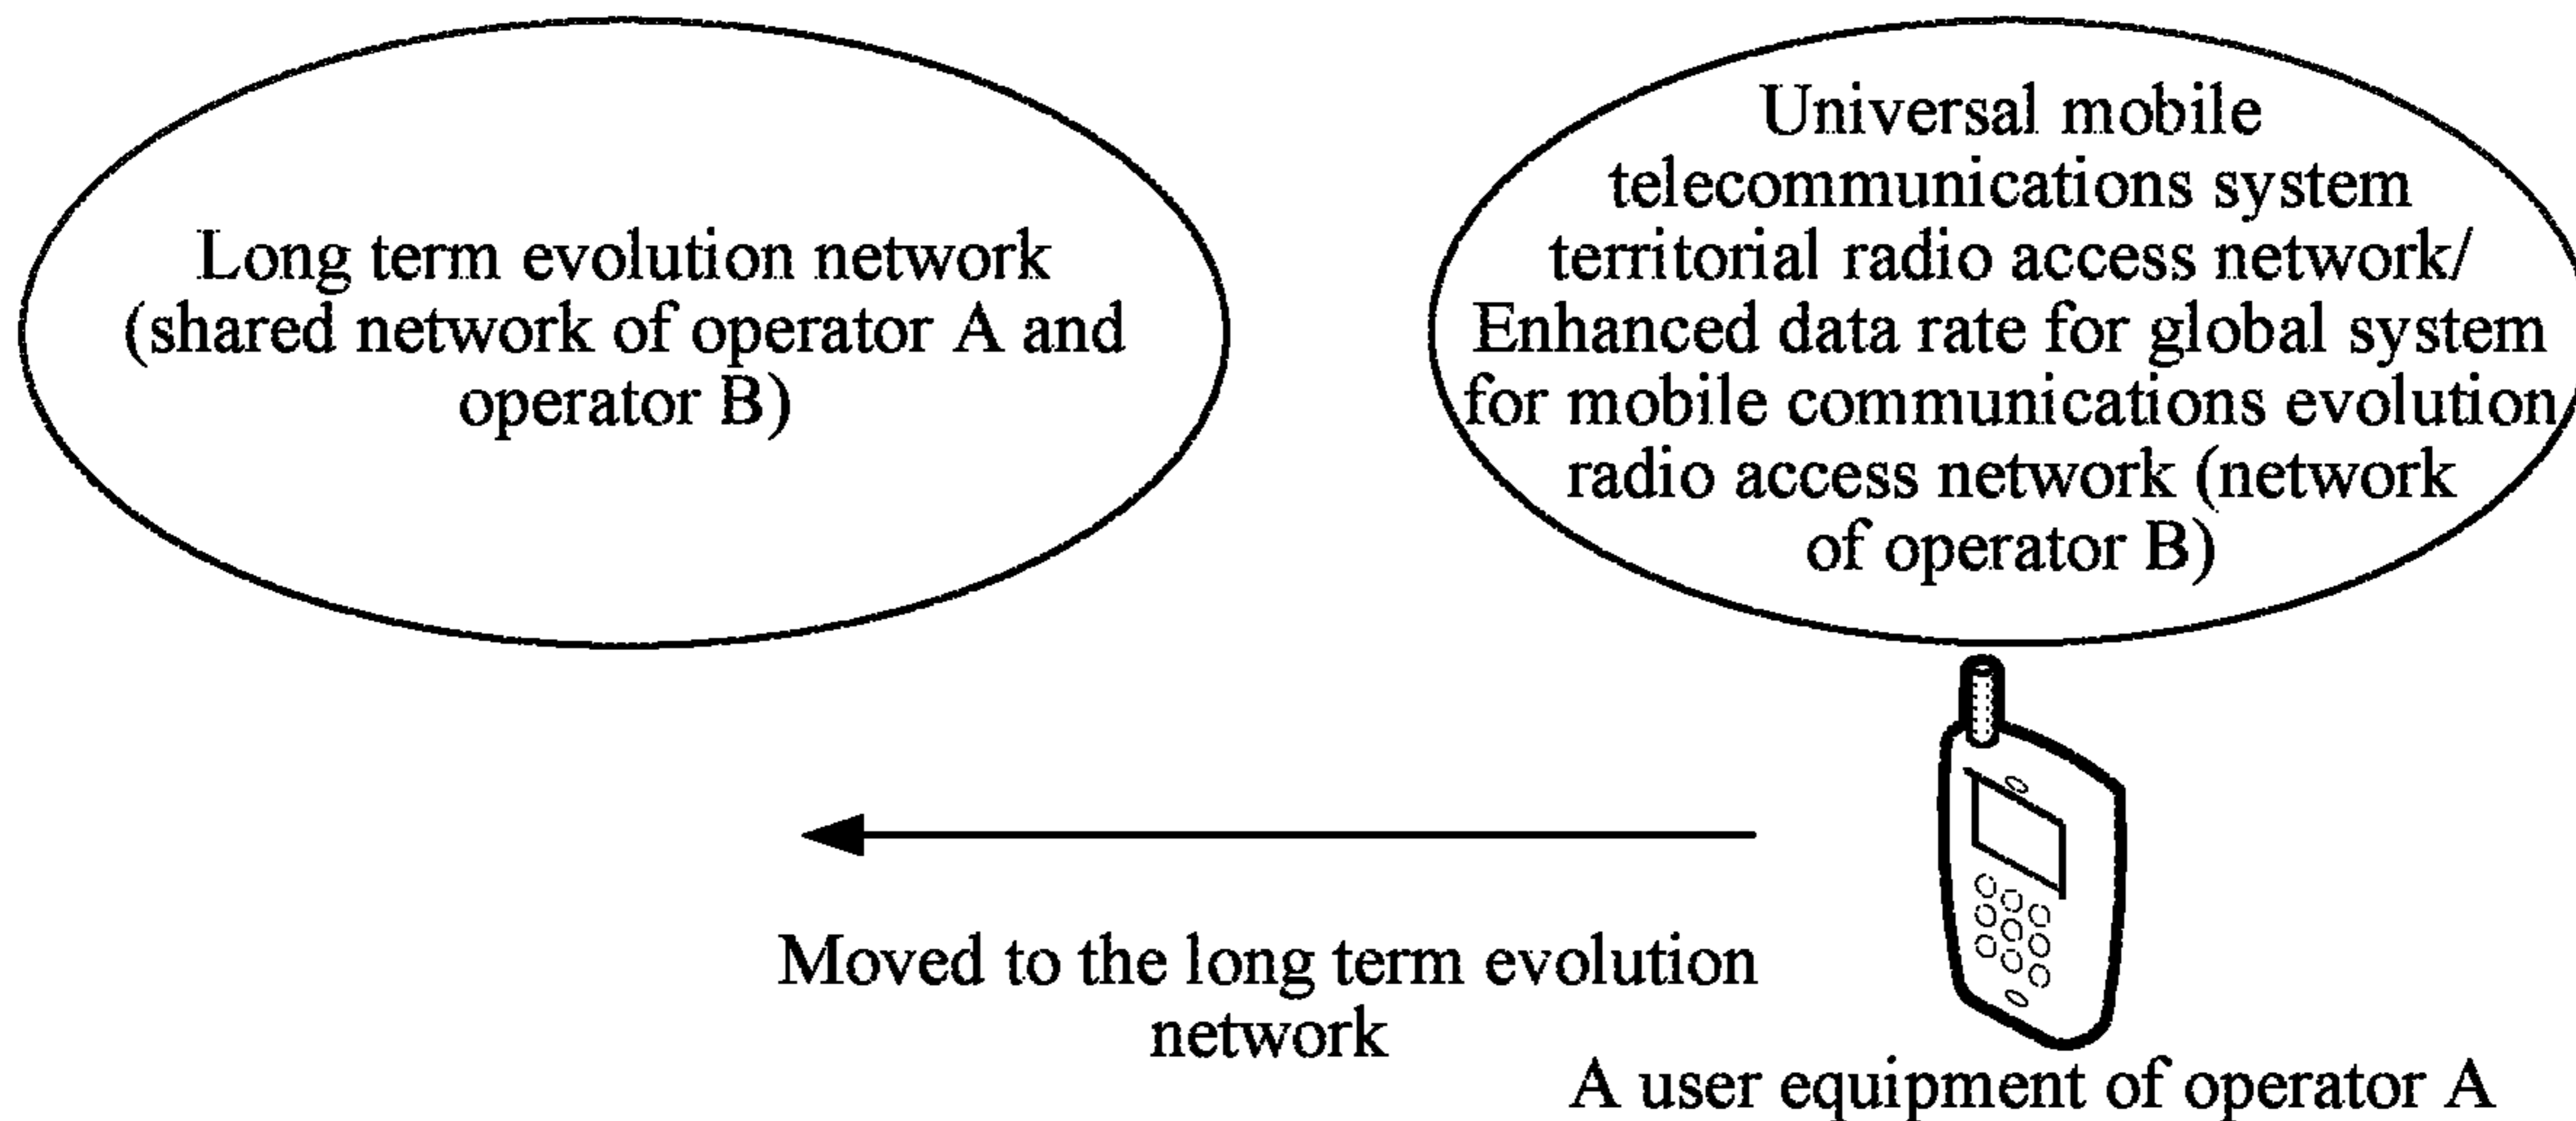 Long term evolution network
(shared network of operator A and
operator B)
Universal mobile
telecommunications system
territorial radio access network/
Enhanced data rate for global system
for mobile communications evolution
radio access network (network
of operator B)
Moved to the long term evolution
network
A user equipment of operator A